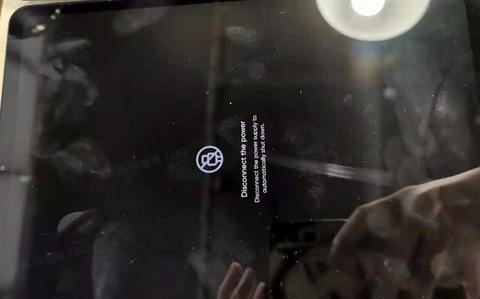 Disconnect the power
Disconnect the power supply to
automatically shut down.